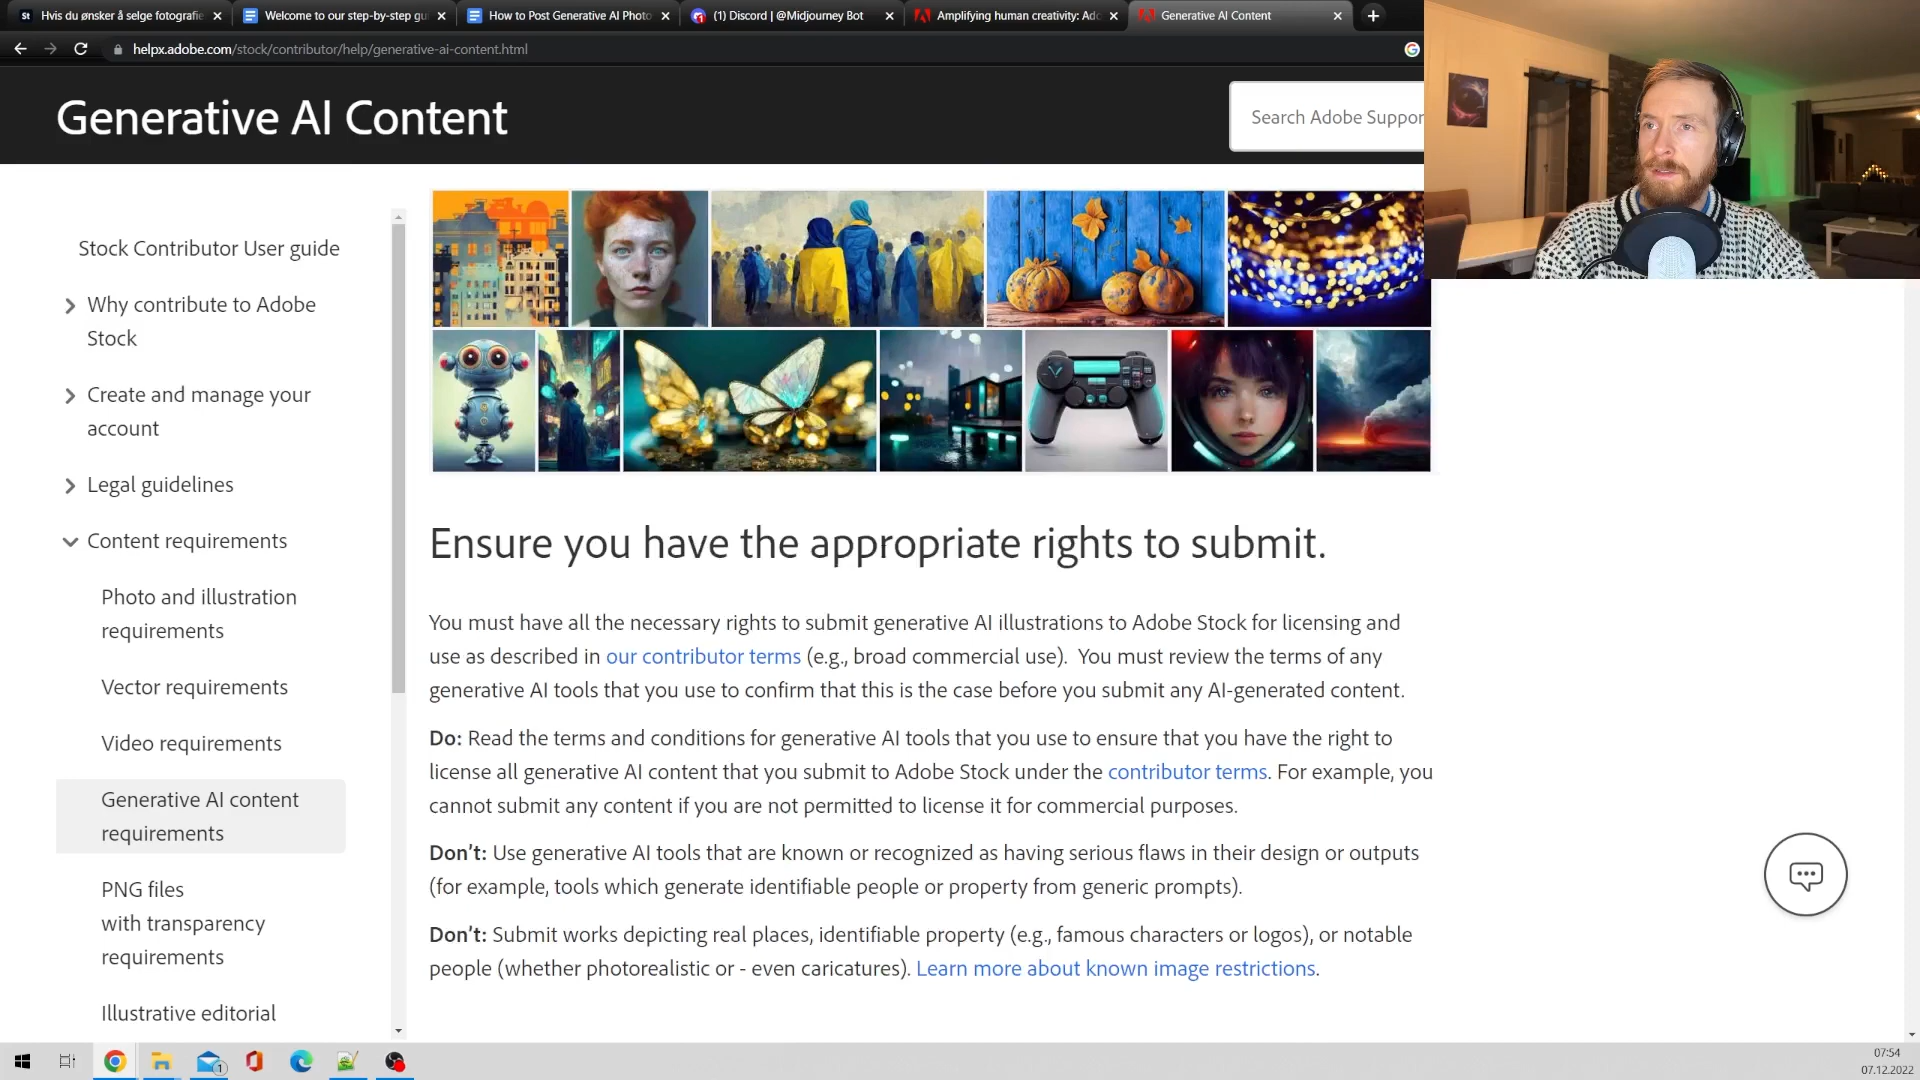 Hvis du ønsker å selge fotografie
Welcome to our step-by-step gu
How to Post Generative AI Photo
(1) Discord | @Midjourney Bot
Amplifying human creativity: Ado
Generative AI Content
helpx.adobe.com/stock/contributor/help/generative-ai-content.html
Generative AI Content
Search Adobe Suppor
Stock Contributor User guide
Why contribute to Adobe
Stock
Create and manage your
account
Legal guidelines
Content requirements
Photo and illustration
requirements
Vector requirements
Video requirements
Generative AI content
requirements
PNG files
with transparency
requirements
Illustrative editorial
Ensure you have the appropriate rights to submit.
You must have all the necessary rights to submit generative AI illustrations to Adobe Stock for licensing and
use as described in our contributor terms (e.g., broad commercial use). You must review the terms of any
generative AI tools that you use to confirm that this is the case before you submit any AI-generated content.
Do: Read the terms and conditions for generative AI tools that you use to ensure that you have the right to
license all generative AI content that you submit to Adobe Stock under the contributor terms. For example, you
cannot submit any content if you are not permitted to license it for commercial purposes.
Don't: Use generative AI tools that are known or recognized as having serious flaws in their design or outputs
(for example, tools which generate identifiable people or property from generic prompts).
Don't: Submit works depicting real places, identifiable property (e.g., famous characters or logos), or notable
people (whether photorealistic or - even caricatures). Learn more about known image restrictions.
1
07:54
07.12.2022